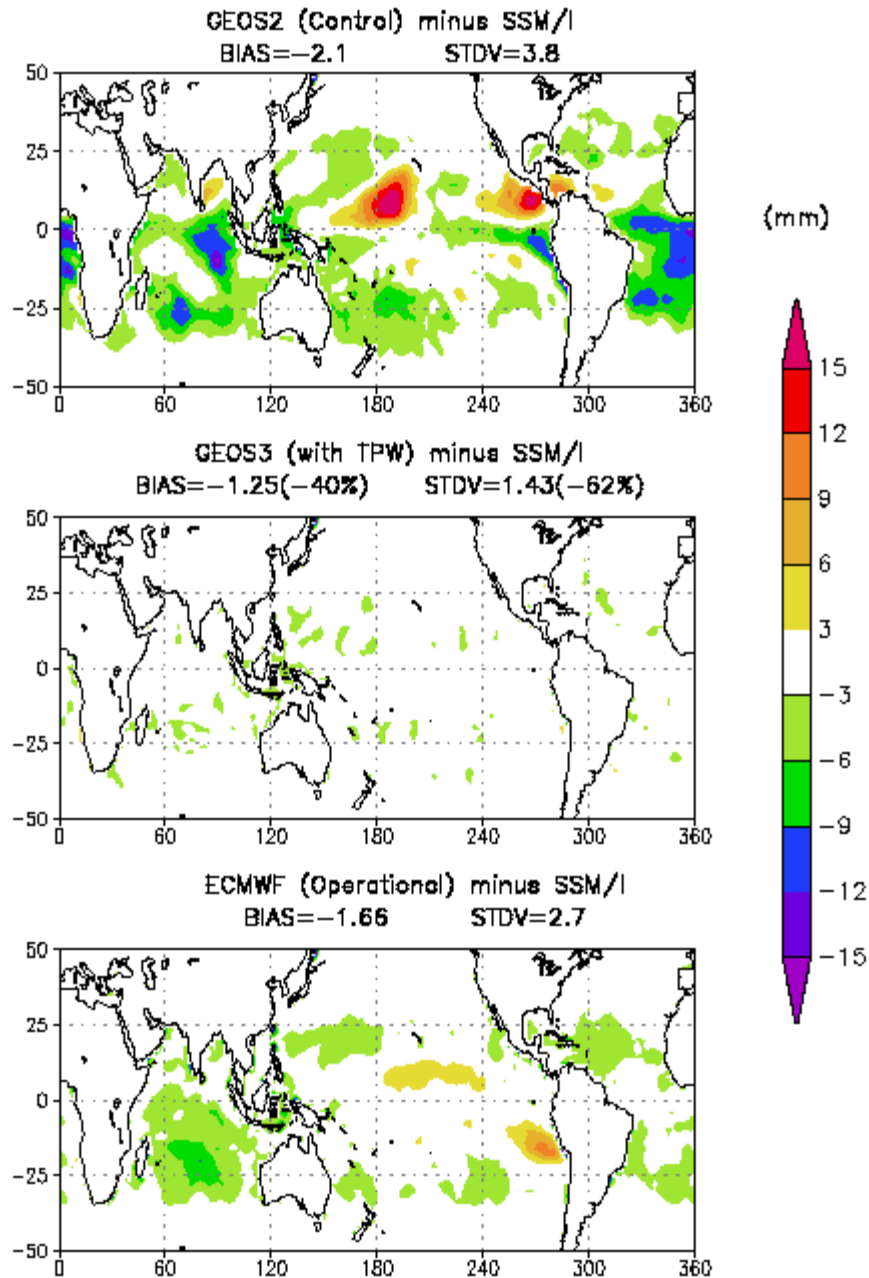 GEOS2 (Control) minus SSM/I
BIAS=−2.1 STDV=3.8
50
25
0
−25
−50
0 60 120 180 240 300 360
GEOS3 (with TPW) minus SSM/I
BIAS=−1.25(−40%) STDV=1.43(−62%)
50
25
0
−25
−50
0 60 120 180 240 300 360
ECMWF (Operational) minus SSM/I
BIAS=−1.66 STDV=2.7
50
25
0
−25
−50
0 60 120 180 240 300 360
(mm)
15
12
9
6
3
−3
−6
−9
−12
−15